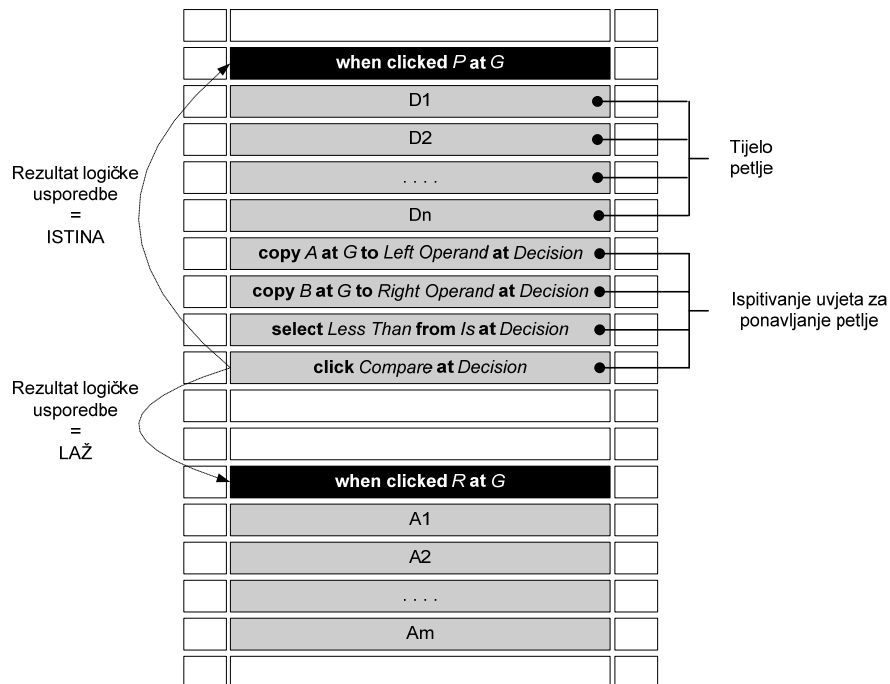 when clicked P at G
D1
D2
. . . .
Dn
copy A at G to Left Operand at Decision
copy B at G to Right Operand at Decision
select Less Than from Is at Decision
click Compare at Decision
when clicked R at G
A1
A2
. . . .
Am
Rezultat logičke
usporedbe
=
ISTINA
Rezultat logičke
usporedbe
=
LAŽ
Tijelo
petlje
Ispitivanje uvjeta za
ponavljanje petlje